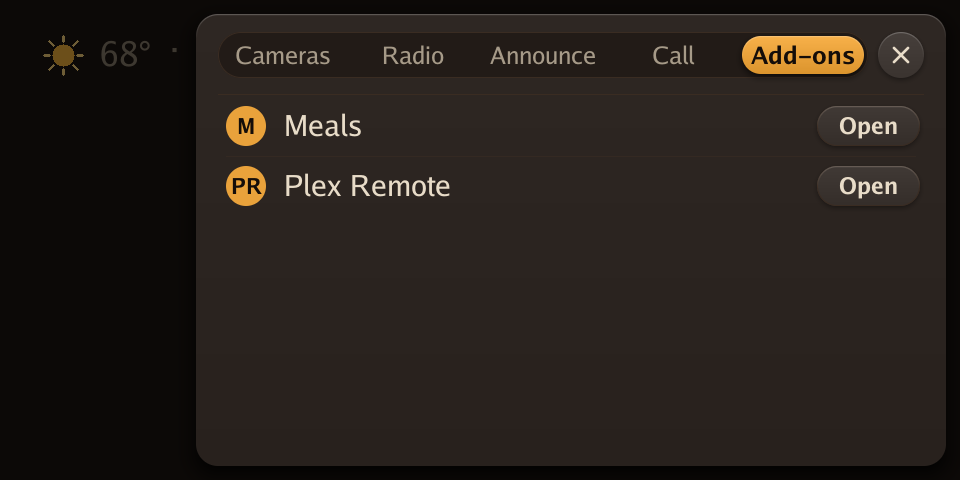 68° ·
Cameras Radio Announce Call Add-ons
M Meals Open
PR Plex Remote Open